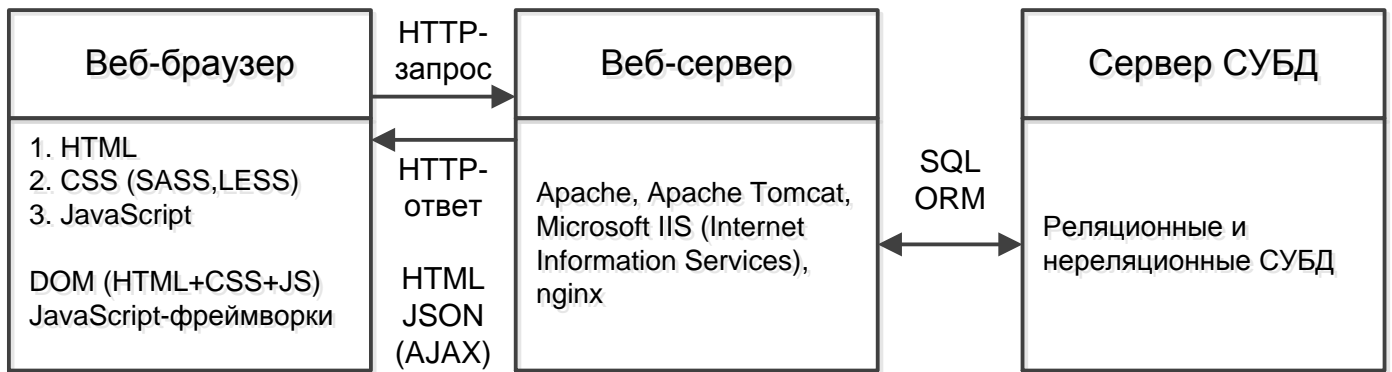 Веб-браузер
1. HTML
2. CSS (SASS,LESS)
3. JavaScript
DOM (HTML+CSS+JS)
JavaScript-фреймворки
HTTP-
запрос
HTTP-
ответ
HTML
JSON
(AJAX)
Веб-сервер
Apache, Apache Tomcat,
Microsoft IIS (Internet
Information Services),
nginx
SQL
ORM
Сервер СУБД
Реляционные и
нереляционные СУБД